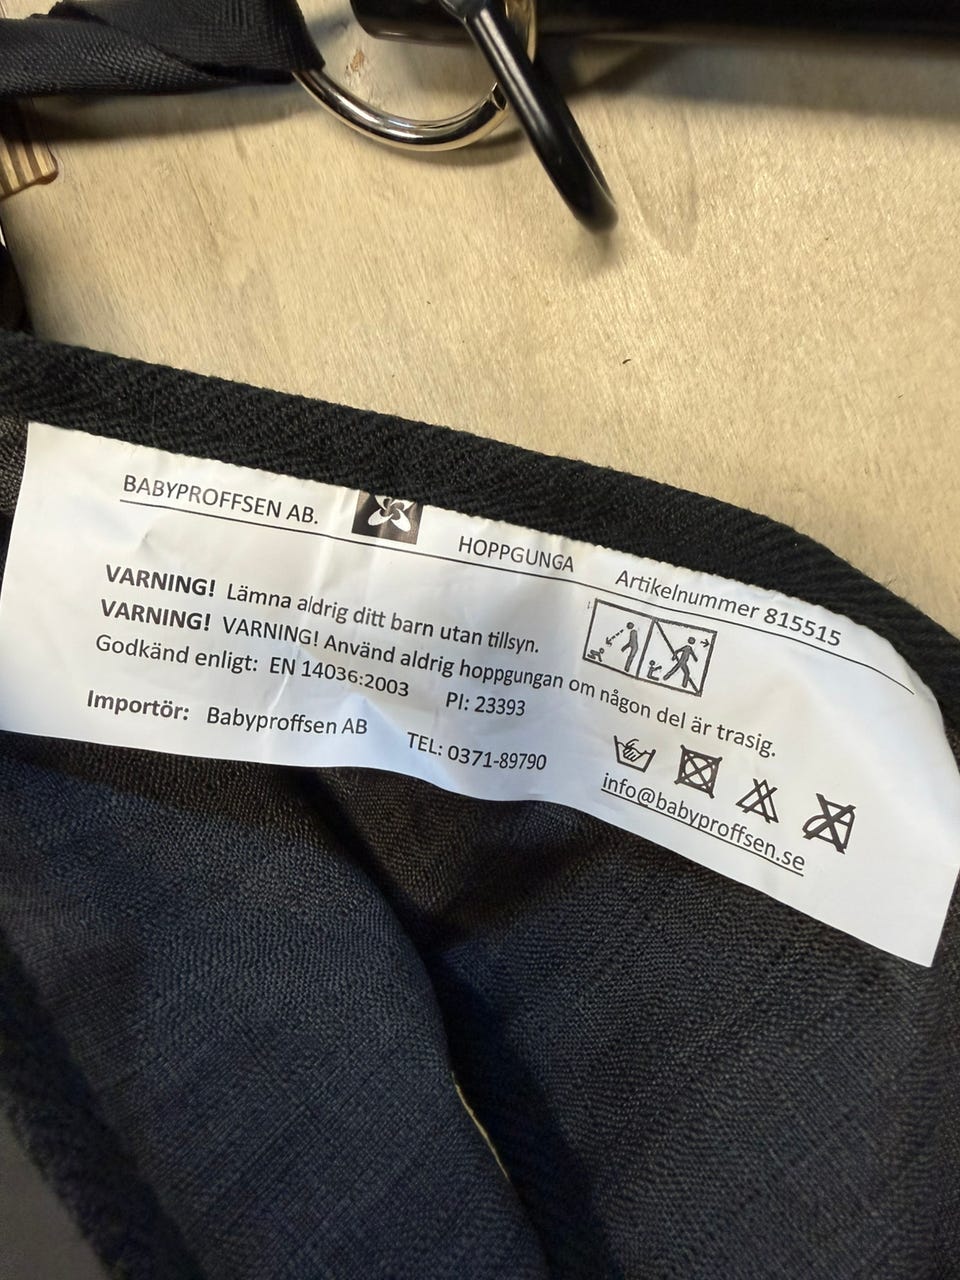 BABYPROFFSEN AB. HOPPGUNGA Artikelnummer 815515
VARNING! Lämna aldrig ditt barn utan tillsyn.
VARNING! VARNING! Använd aldrig hoppgungan om någon del är trasig.
Godkänd enligt: EN 14036:2003 PI: 23393
Importör: Babyproffsen AB TEL: 0371-89790 info@babyproffsen.se